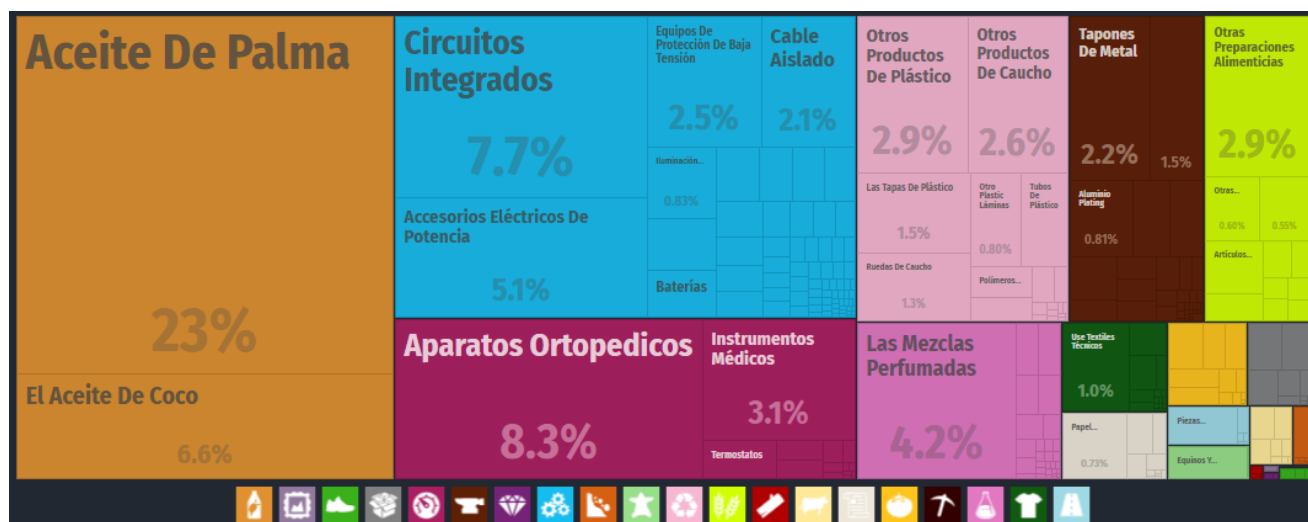 Aceite De Palma
23%
El Aceite De Coco
6.6%
Circuitos
Integrados
7.7%
Accesorios Eléctricos De
Potencia
5.1%
Equipos De
Protección De Baja
Tensión
2.5%
Cable
Aislado
2.1%
Iluminación...
0.83%
Baterías
Aparatos Ortopedicos
8.3%
Instrumentos
Médicos
3.1%
Termostatos
Otros
Productos
De Plástico
2.9%
Otros
Productos
De Caucho
2.6%
Las Tapas De Plástico
1.5%
Otro
Plastic
Láminas
0.80%
Tubos
De
Plástico
Ruedas De Caucho
1.3%
Polímeros...
Tapones
De Metal
2.2%
1.5%
Aluminio
Plating
0.81%
Otras
Preparaciones
Alimenticias
2.9%
Otras...
0.60%
0.55%
Artículos...
Las Mezclas
Perfumadas
4.2%
Use Textiles
Técnicos
1.0%
Papel...
0.73%
Piezas...
Equinos Y...